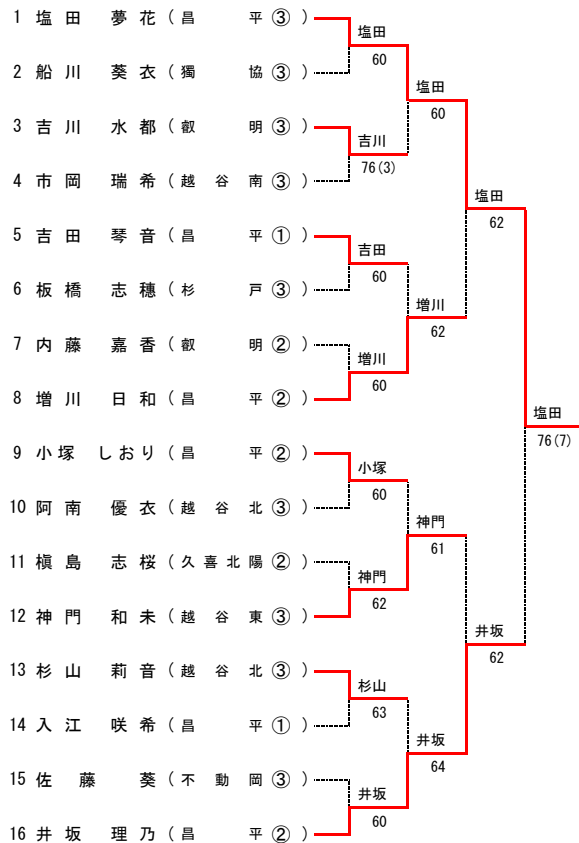 1 塩田 夢花 ( 昌 平 ③ )
塩田
60
2 船川 葵衣 ( 獨 協 ③ )
塩田
60
3 吉川 水都 ( 叡 明 ③ )
吉川
76(3)
4 市岡 瑞希 ( 越 谷 南 ③ )
塩田
62
5 吉田 琴音 ( 昌 平 ① )
吉田
60
6 板橋 志穂 ( 杉 戸 ③ )
増川
62
7 内藤 嘉香 ( 叡 明 ② )
増川
60
8 増川 日和 ( 昌 平 ② )
塩田
76(7)
9 小塚 しおり ( 昌 平 ② )
小塚
60
10 阿南 優衣 ( 越 谷 北 ③ )
神門
61
11 槇島 志桜 ( 久 喜 北 陽 ② )
神門
62
12 神門 和未 ( 越 谷 東 ③ )
井坂
62
13 杉山 莉音 ( 越 谷 北 ③ )
杉山
63
14 入江 咲希 ( 昌 平 ① )
井坂
64
15 佐藤 葵 ( 不 動 岡 ③ )
井坂
60
16 井坂 理乃 ( 昌 平 ② )